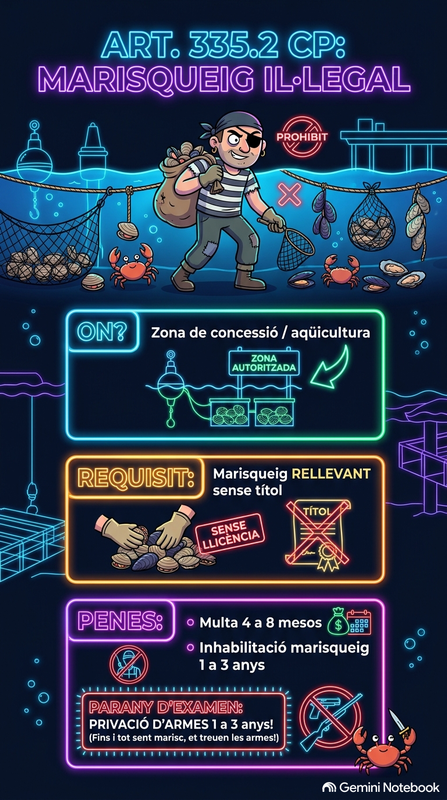 ART. 335.2 CP:
MARISQUEIG IL·LEGAL
PROHIBIT
ON?
Zona de concessió / aqüicultura
ZONA
AUTORITZADA
REQUISIT:
Marisqueig RELLEVANT
sense títol
SENSE
LLICÈNCIA
TÍTOL
PENES:
Multa 4 a 8 mesos
$
Inhabilitació marisqueig
1 a 3 anys
PARANY D'EXAMEN:
PRIVACIÓ D'ARMES 1 a 3 anys!
(Fins i tot sent marisc, et treuen les armes!)
Gemini Notebook